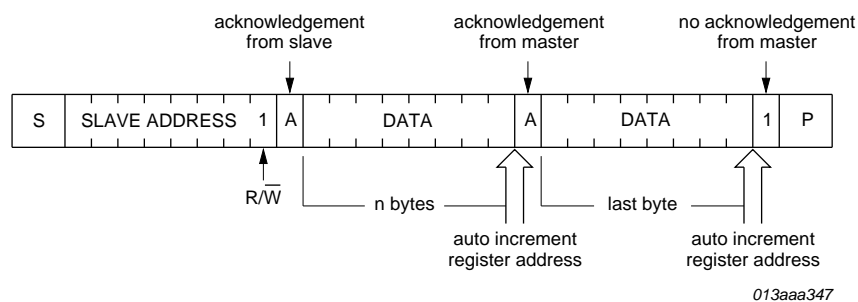 acknowledgement
from slave
acknowledgement
from master
no acknowledgement
from master
S SLAVE ADDRESS 1 A DATA A DATA 1 P
R/W̅
n bytes
last byte
auto increment
register address
auto increment
register address
013aaa347